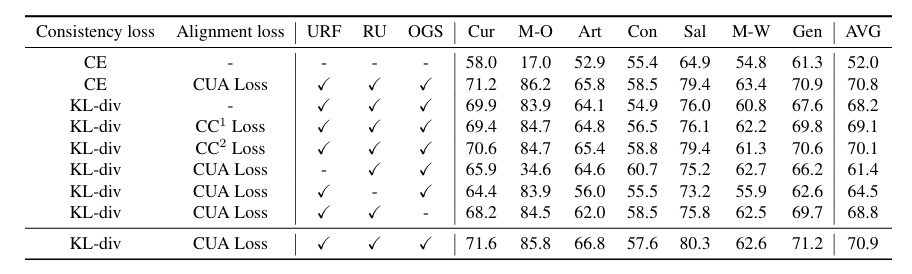 Consistency loss Alignment loss URF RU OGS Cur M-O Art Con Sal M-W Gen AVG
CE - - - - 58.0 17.0 52.9 55.4 64.9 54.8 61.3 52.0
CE CUA Loss ✓ ✓ ✓ 71.2 86.2 65.8 58.5 79.4 63.4 70.9 70.8
KL-div - ✓ ✓ ✓ 69.9 83.9 64.1 54.9 76.0 60.8 67.6 68.2
KL-div CC¹ Loss ✓ ✓ ✓ 69.4 84.7 64.8 56.5 76.1 62.2 69.8 69.1
KL-div CC² Loss ✓ ✓ ✓ 70.6 84.7 65.4 58.8 79.4 61.3 70.6 70.1
KL-div CUA Loss - ✓ ✓ 65.9 34.6 64.6 60.7 75.2 62.7 66.2 61.4
KL-div CUA Loss ✓ - ✓ 64.4 83.9 56.0 55.5 73.2 55.9 62.6 64.5
KL-div CUA Loss ✓ ✓ - 68.2 84.5 62.0 58.5 75.8 62.5 69.7 68.8
KL-div CUA Loss ✓ ✓ ✓ 71.6 85.8 66.8 57.6 80.3 62.6 71.2 70.9